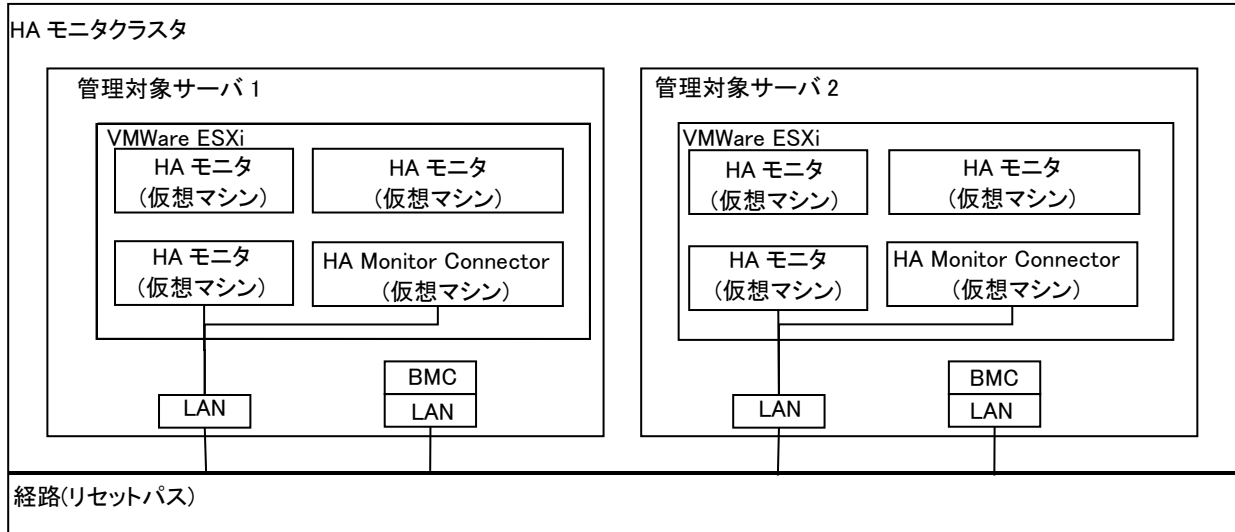 HA モニタクラスタ
管理対象サーバ 1
VMWare ESXi
HA モニタ
(仮想マシン)
HA モニタ
(仮想マシン)
HA モニタ
(仮想マシン)
HA Monitor Connector
(仮想マシン)
BMC
LAN
LAN
管理対象サーバ 2
VMWare ESXi
HA モニタ
(仮想マシン)
HA モニタ
(仮想マシン)
HA モニタ
(仮想マシン)
HA Monitor Connector
(仮想マシン)
BMC
LAN
LAN
経路(リセットパス)